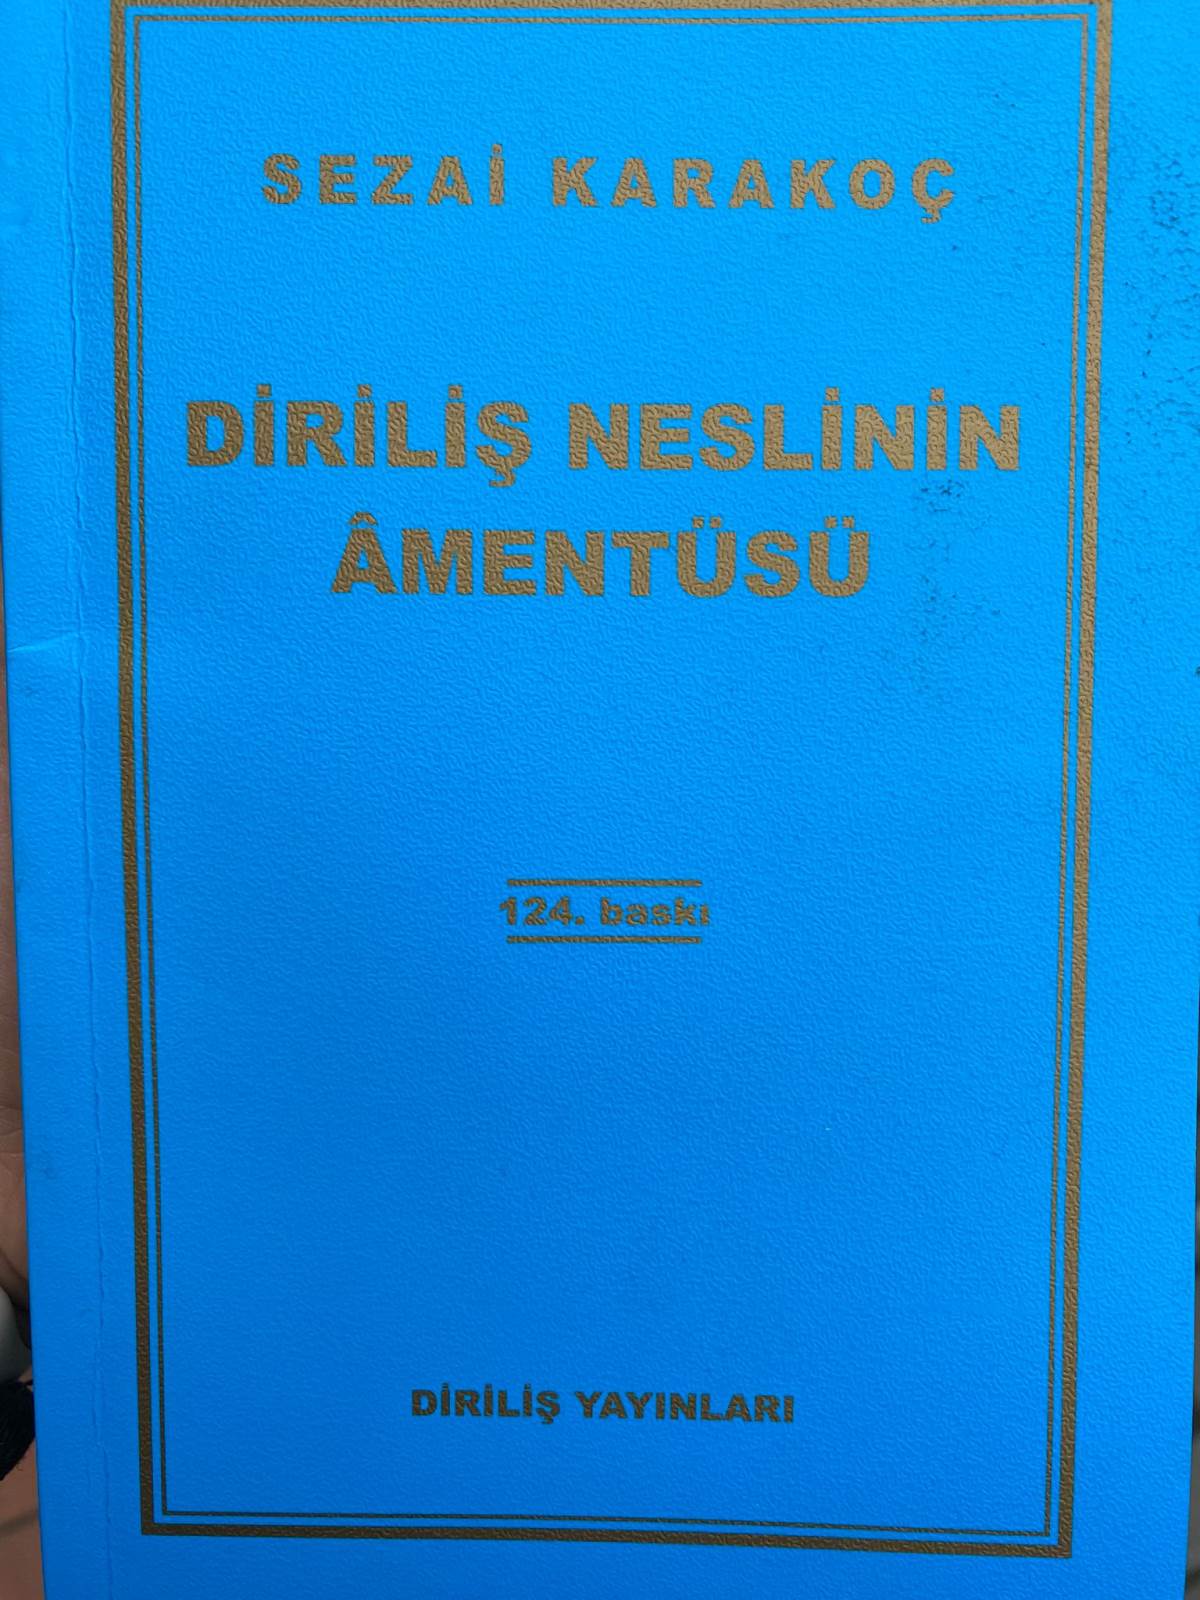 SEZAİ KARAKOÇ
DİRİLİŞ NESLİNİN
ÂMENTÜSÜ
124. baskı
DİRİLİŞ YAYINLARI